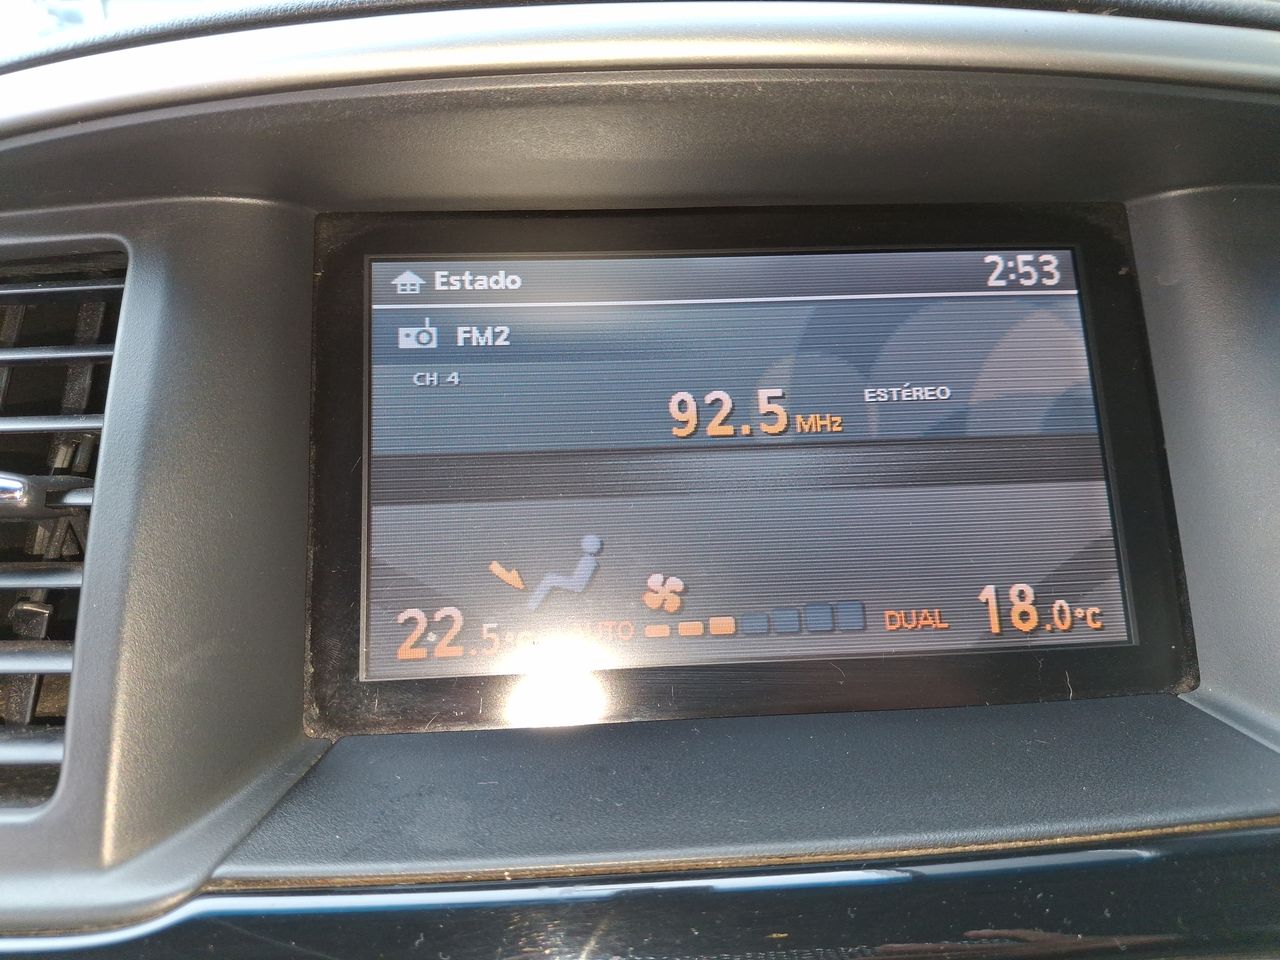 Estado 2:53
FM2
CH 4
92.5 MHz ESTÉREO
22.5 DUAL 18.0°C